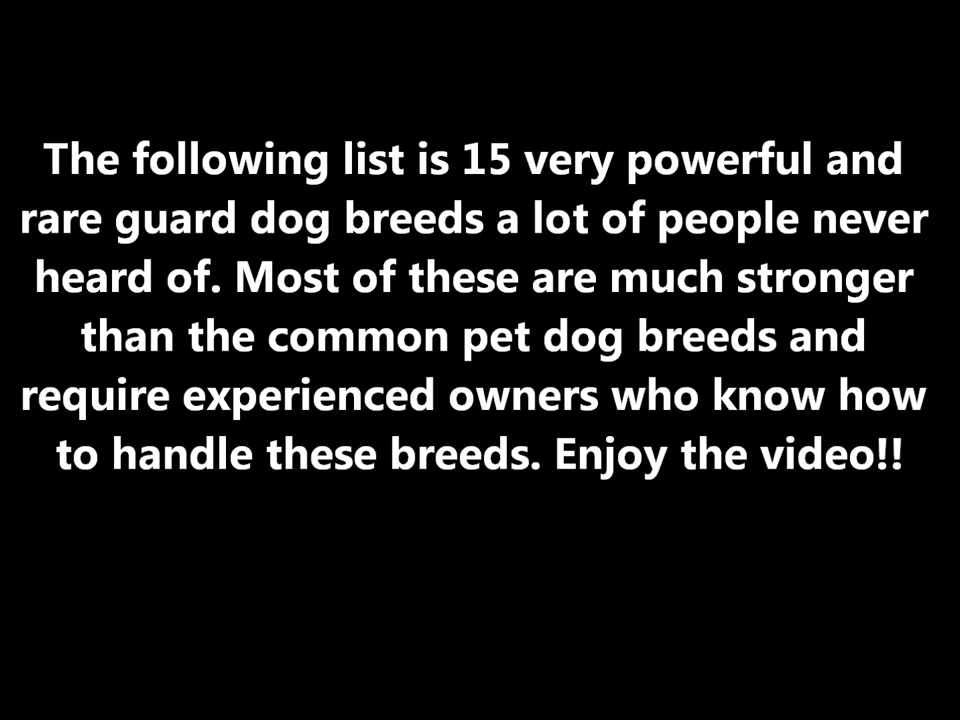 The following list is 15 very powerful and
rare guard dog breeds a lot of people never
heard of. Most of these are much stronger
than the common pet dog breeds and
require experienced owners who know how
to handle these breeds. Enjoy the video!!